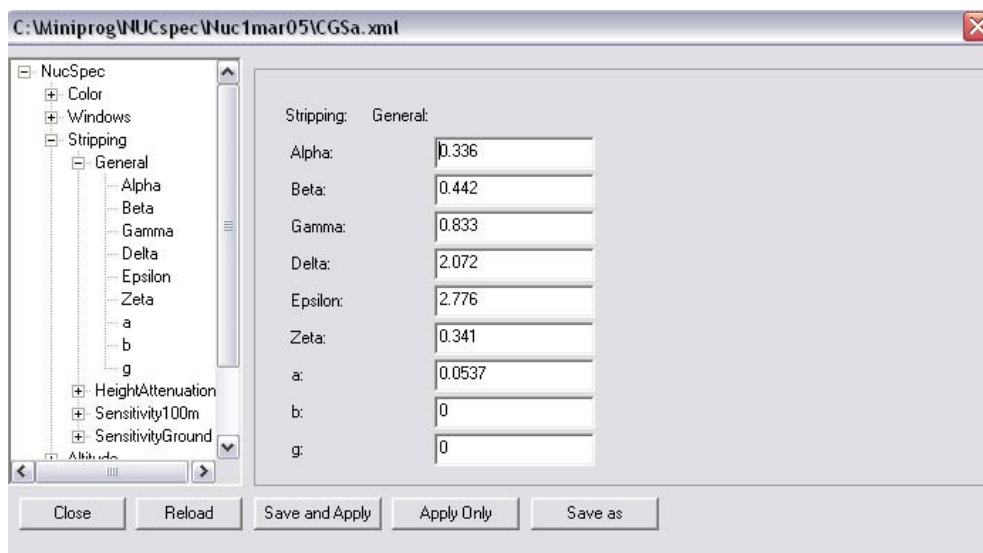 C:\Miniprog\NUCspec\Nuc1mar05\CGSa.xml
NucSpec
Color
Windows
Stripping
General
Alpha
Beta
Gamma
Delta
Epsilon
Zeta
a
b
g
HeightAttenuation
Sensitivity100m
SensitivityGround
Altitude
Stripping: General:
Alpha: 0.336
Beta: 0.442
Gamma: 0.833
Delta: 2.072
Epsilon: 2.776
Zeta: 0.341
a: 0.0537
b: 0
g: 0
Close Reload Save and Apply Apply Only Save as